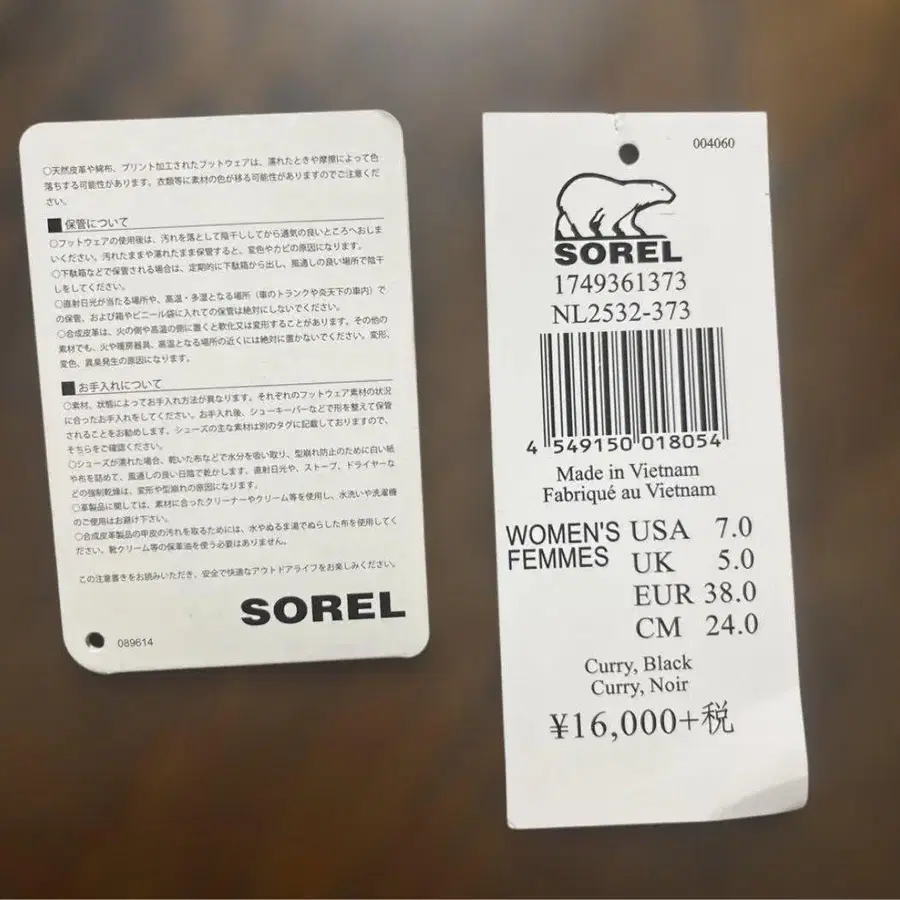 ○天然皮革や綿布、プリント加工されたフットウェアは、濡れたときや摩擦によって色
落ちする可能性があります。衣類等に素材の色が移る可能性がありますのでご注意くだ
さい。
■ 保管について
○フットウェアの使用後は、汚れを落として陰干ししてから通気の良いところへおしま
いください。汚れたままや濡れたまま保管すると、変色やカビの原因になります。
○下駄箱などで保管される場合は、定期的に下駄箱から出し、風通しの良い場所で陰干
しをしてください。
○直射日光が当たる場所や、高温・多湿となる場所（車のトランクや炎天下の車内）で
の保管、および箱やビニール袋に入れての保管は絶対にしないでください。
○合成皮革は、火の側や高温の側に置くと軟化又は変形することがあります。その他の
素材でも、火や暖房器具、高温となる場所の近くには絶対に置かないでください。変形、
変色、異臭発生の原因になります。
■ お手入れについて
○素材、状態によってお手入れ方法が異なります。それぞれのフットウェア素材の状況
に合ったお手入れをしてください。お手入れ後、シューキーパーなどで形を整えて保管
されることをお勧めします。シューズの主な素材は別のタグに記載しておりますので、
そちらをご確認ください。
○シューズが濡れた場合、乾いた布などで水分を吸い取り、型崩れ防止のために白い紙
や布を詰めて、風通しの良い日陰で乾かします。直射日光や、ストーブ、ドライヤーな
どの強制乾燥は、変形や型崩れの原因になります。
○革製品に関しては、素材に合ったクリーナーやクリーム等を使用し、水洗いや洗濯機
のご使用はお避け下さい。
○合成皮革製品の甲皮の汚れを取るためには、水やぬるま湯でぬらした布を使用してく
ださい。靴クリーム等の保革油を使う必要はありません。
この注意書きをお読みいただき、安全で快適なアウトドアライフをお楽しみください。
SOREL
089614
004060
SOREL
1749361373
NL2532-373
4 549150 018054
Made in Vietnam
Fabriqué au Vietnam
WOMEN'S USA 7.0
FEMMES UK 5.0
EUR 38.0
CM 24.0
Curry, Black
Curry, Noir
¥16,000+税